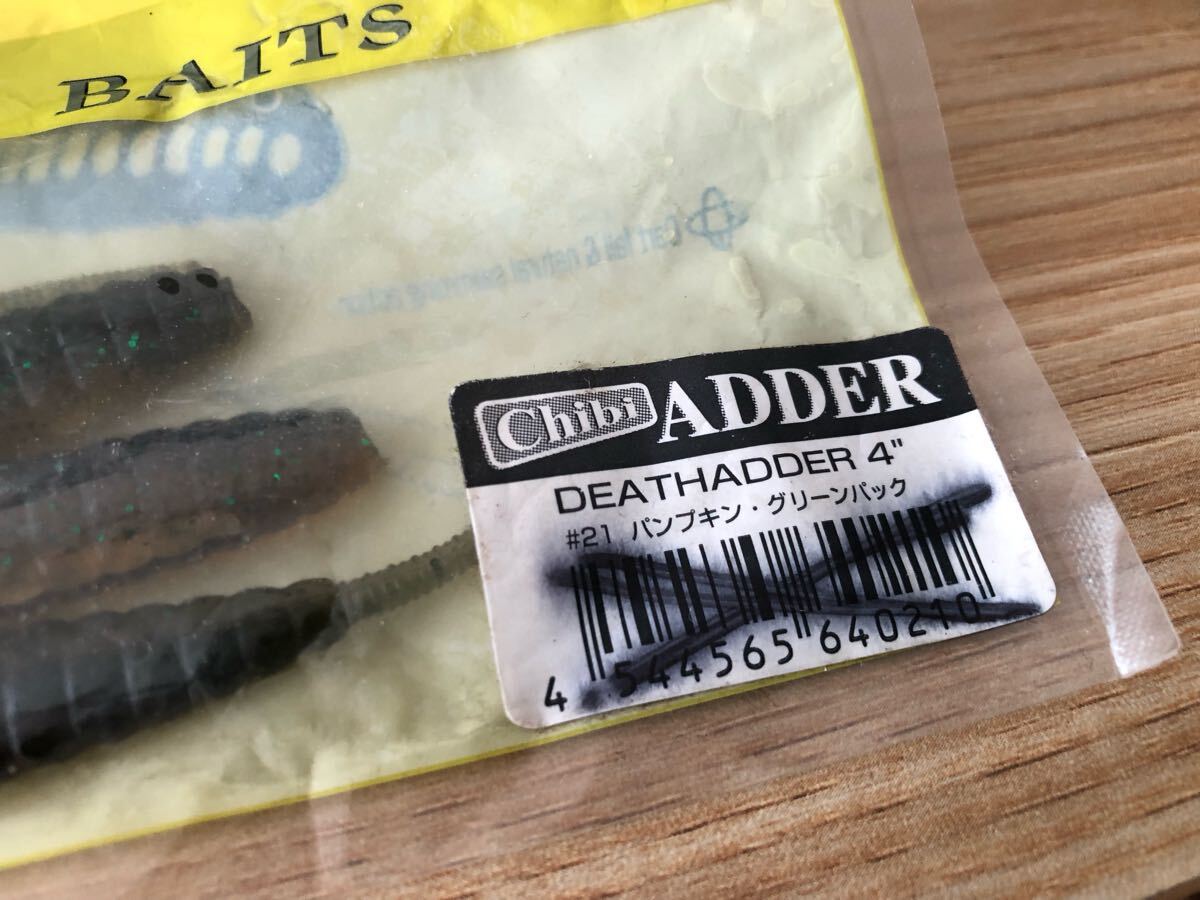 BAITS
Chibi ADDER
DEATHADDER 4"
#21 パンプキン・グリーンパック
4 544565 640210